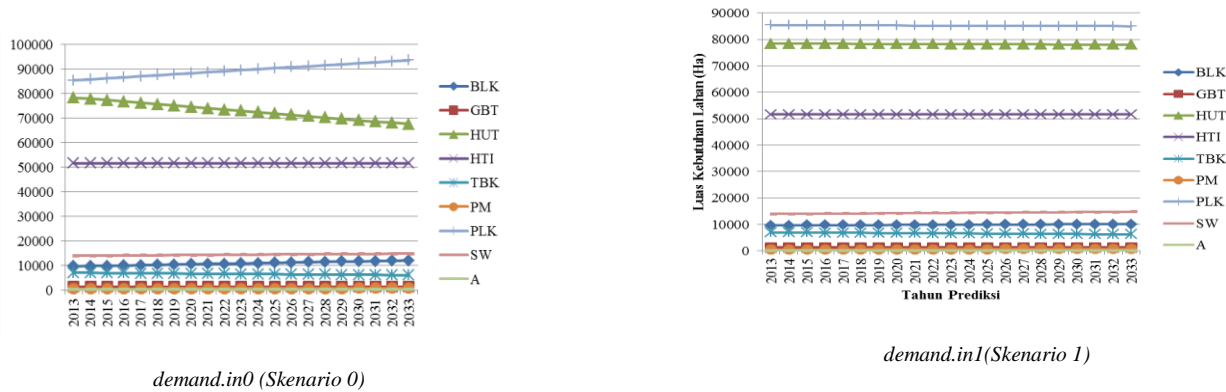 100000
90000
80000
70000
60000
50000
40000
30000
20000
10000
0
2013
2014
2015
2016
2017
2018
2019
2020
2021
2022
2023
2024
2025
2026
2027
2028
2029
2030
2031
2032
2033
BLK
GBT
HUT
HTI
TBK
PM
PLK
SW
A
demand.in0 (Skenario 0)
Luas Kebutuhan Lahan (Ha)
90000
80000
70000
60000
50000
40000
30000
20000
10000
0
2013
2014
2015
2016
2017
2018
2019
2020
2021
2022
2023
2024
2025
2026
2027
2028
2029
2030
2031
2032
2033
Tahun Prediksi
BLK
GBT
HUT
HTI
TBK
PM
PLK
SW
A
demand.in1(Skenario 1)